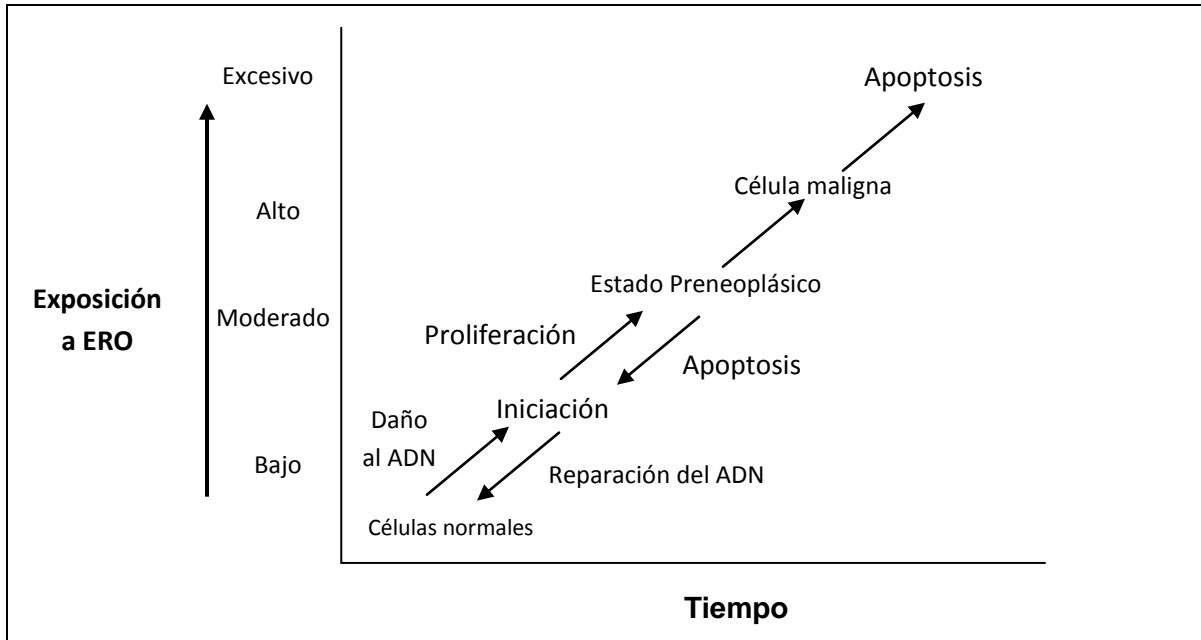 Excesivo
Apoptosis
Célula maligna
Alto
Estado Preneoplásico
Exposición
a ERO
Moderado
Proliferación
Apoptosis
Iniciación
Daño
al ADN
Bajo
Reparación del ADN
Células normales
Tiempo